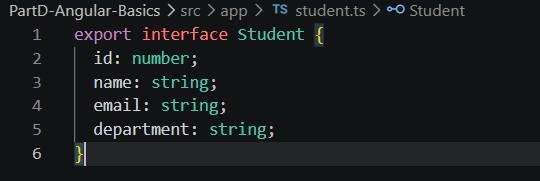 PartD-Angular-Basics > src > app > TS student.ts > Student
1 export interface Student {
2 id: number;
3 name: string;
4 email: string;
5 department: string;
6 }